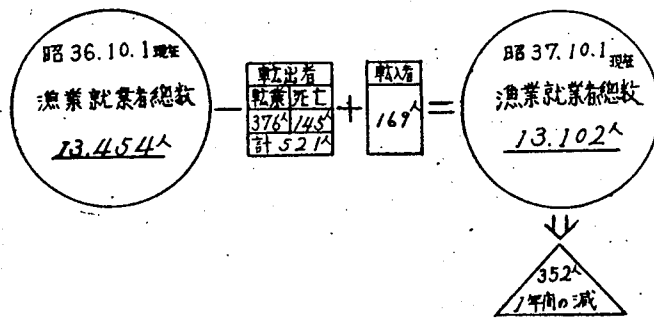 昭36.10.1現在
漁業就業者總数
13.454人
−
転出者
転業 死亡
376人 145人
計 521人
+
転入者
169人
=
昭37.10.1現在
漁業就業者總数
13.102人
352人
1年間の減